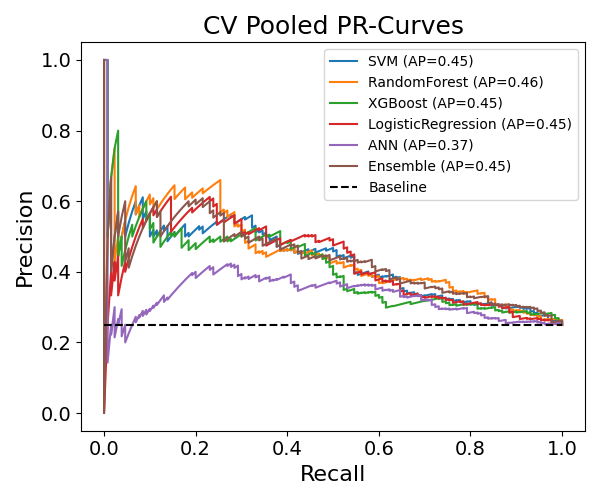 CV Pooled PR-Curves
SVM (AP=0.45)
RandomForest (AP=0.46)
XGBoost (AP=0.45)
LogisticRegression (AP=0.45)
ANN (AP=0.37)
Ensemble (AP=0.45)
Baseline
Precision
1.0
0.8
0.6
0.4
0.2
0.0
0.0 0.2 0.4 0.6 0.8 1.0
Recall